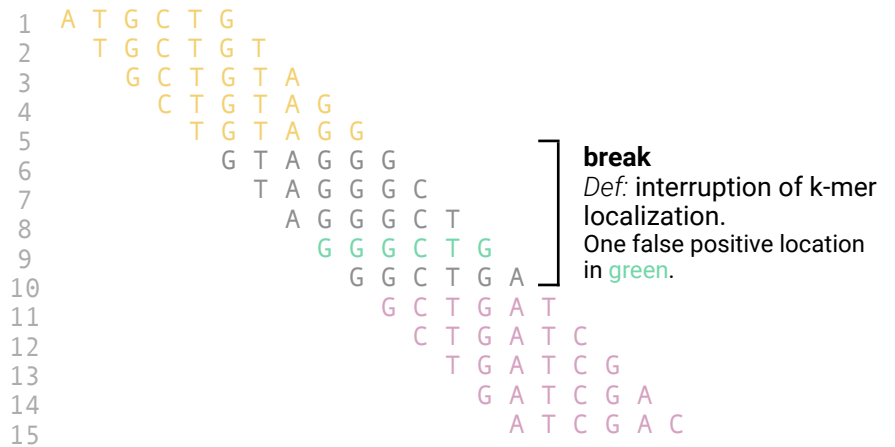 1 A T G C T G
2 T G C T G T
3 G C T G T A
4 C T G T A G
5 T G T A G G
6 G T A G G G
7 T A G G G C
8 A G G G C T
9 G G G C T G
10 G G C T G A
11 G C T G A T
12 C T G A T C
13 T G A T C G
14 G A T C G A
15 A T C G A C
break
Def: interruption of k-mer
localization.
One false positive location
in green.